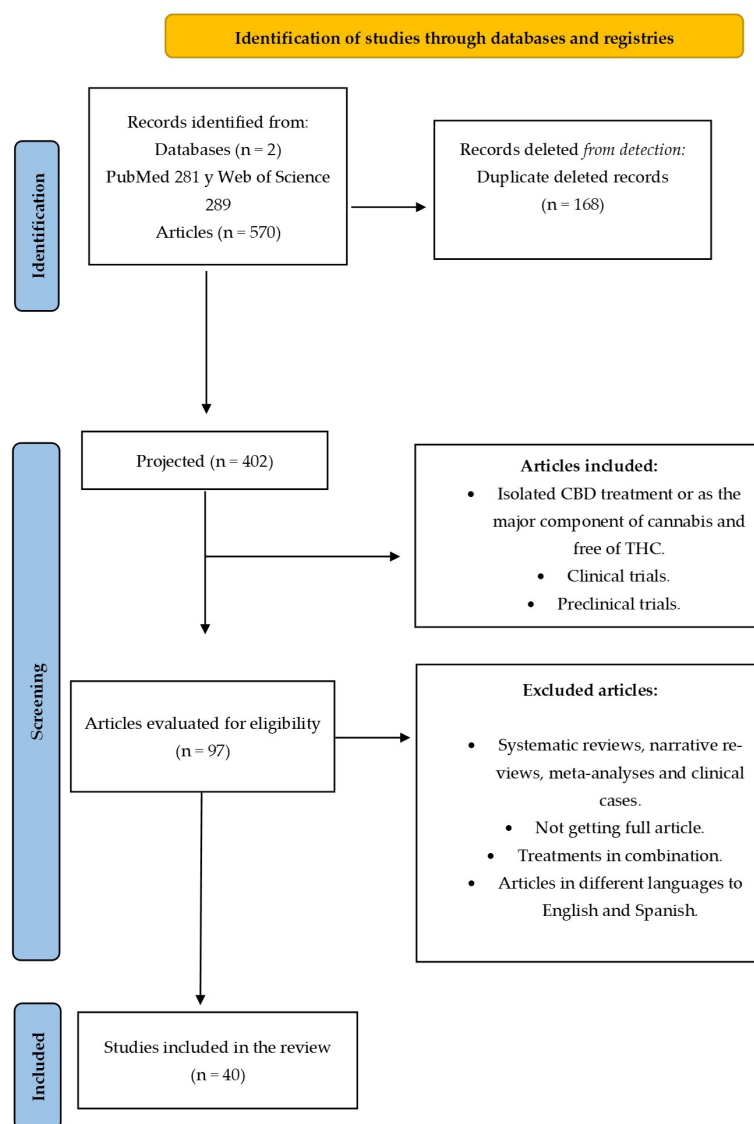 Identification of studies through databases and registries
Identification
Records identified from:
Databases (n = 2)
PubMed 281 y Web of Science
289
Articles (n = 570)
Records deleted from detection:
Duplicate deleted records
(n = 168)
Screening
Projected (n = 402)
Articles included:
• Isolated CBD treatment or as the
major component of cannabis and
free of THC.
• Clinical trials.
• Preclinical trials.
Articles evaluated for eligibility
(n = 97)
Excluded articles:
• Systematic reviews, narrative re-
views, meta-analyses and clinical
cases.
• Not getting full article.
• Treatments in combination.
• Articles in different languages to
English and Spanish.
Included
Studies included in the review
(n = 40)